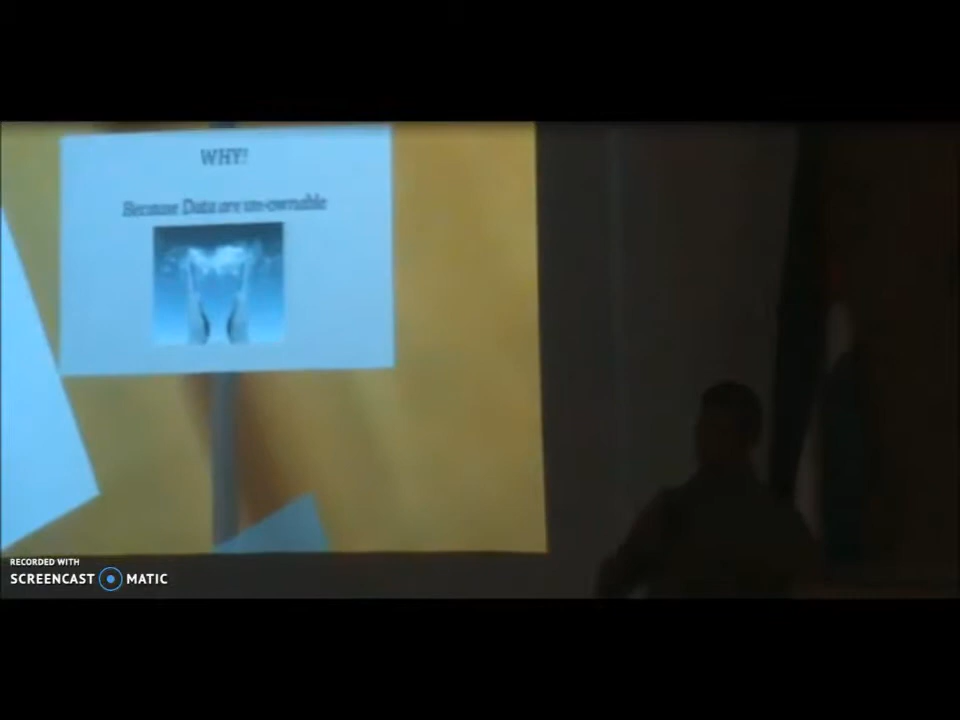 WHY?
Because Data are un-ownable
RECORDED WITH
SCREENCAST MATIC